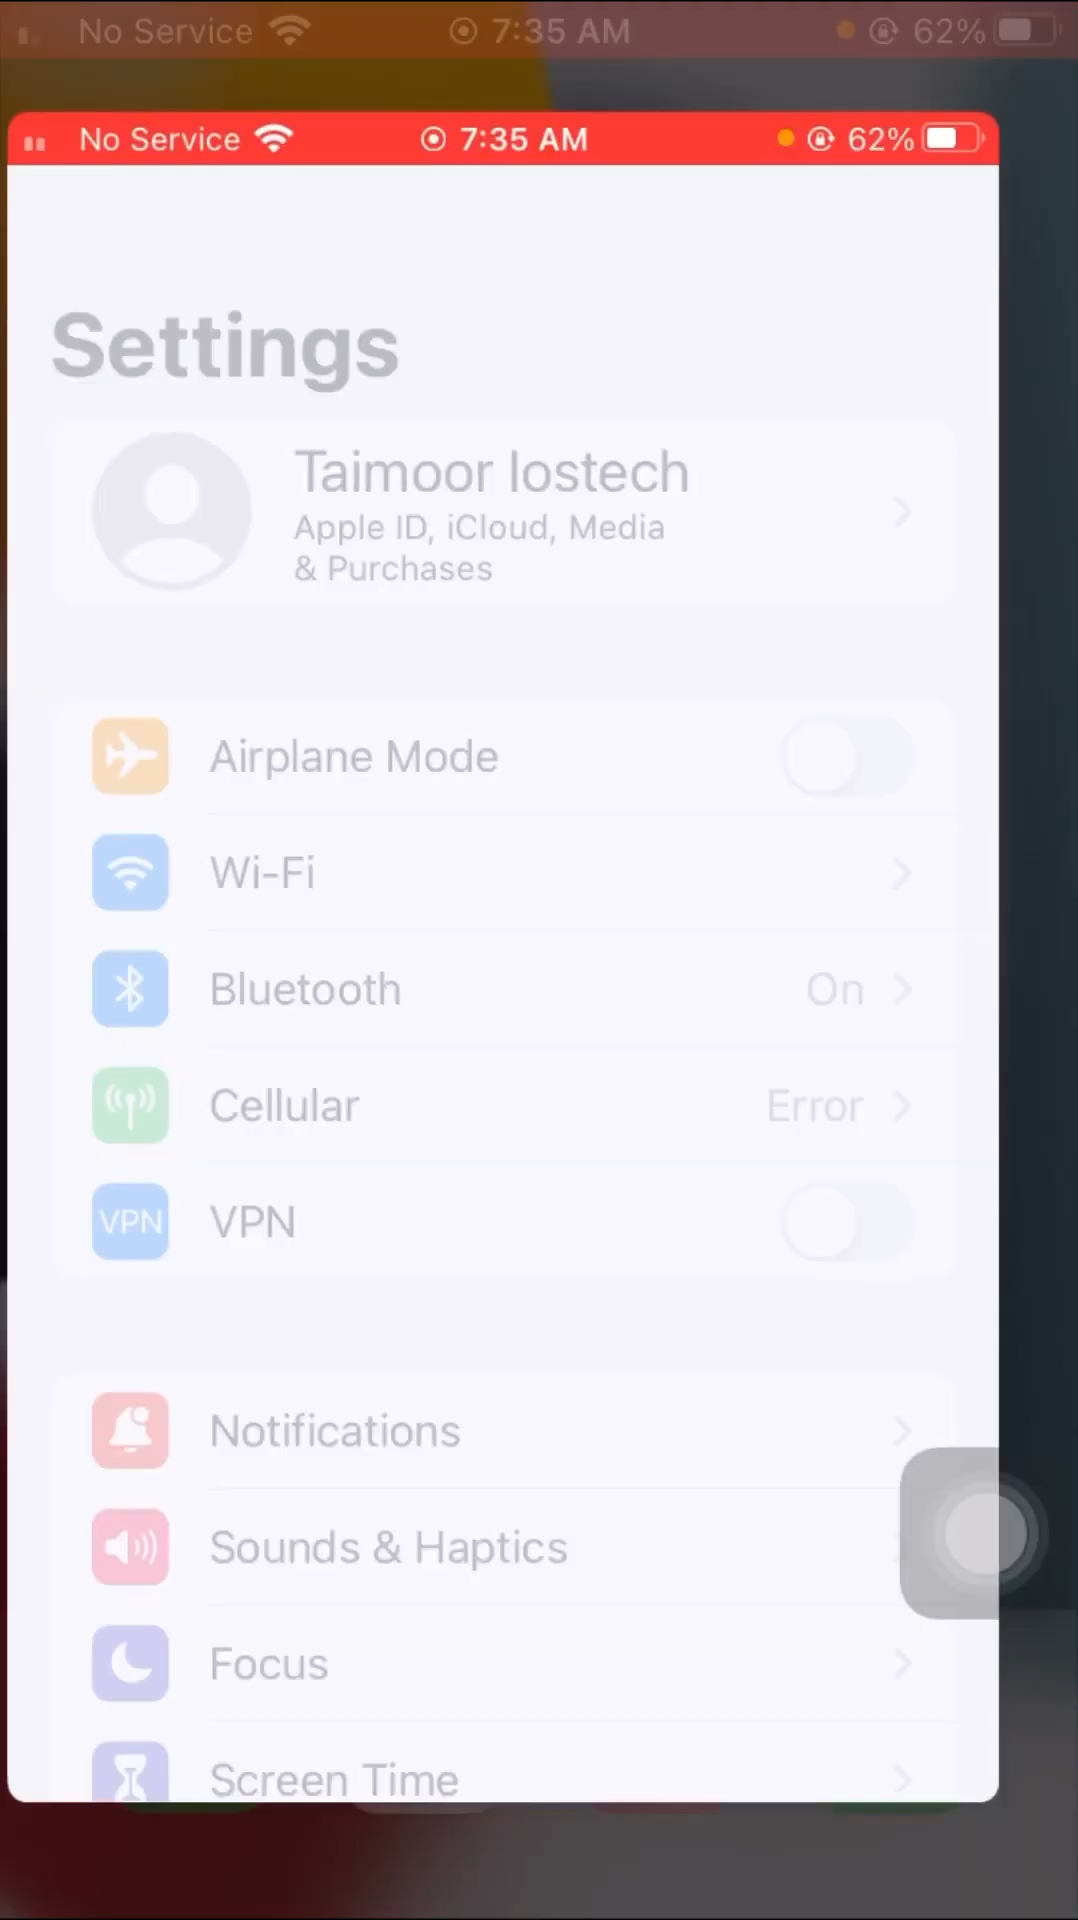 No Service 7:35 AM 62%
No Service 7:35 AM 62%
Settings
Taimoor Iostech
Apple ID, iCloud, Media
& Purchases
Airplane Mode
Wi-Fi
Bluetooth On
Cellular Error
VPN VPN
Notifications
Sounds & Haptics
Focus
Screen Time